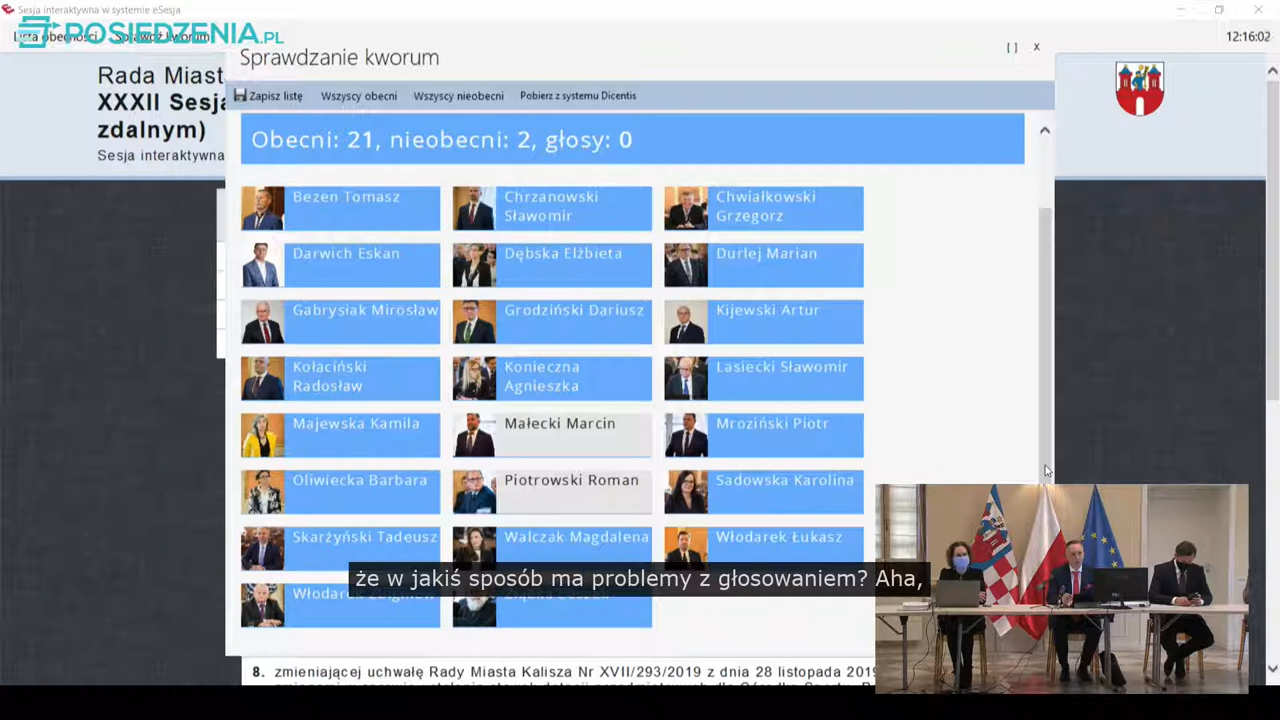 Sesja interaktywna w systemie eSesja
POSIEDZENIA.PL
Lista obecności Sprawdź kworum
12:16:02
Sprawdzanie kworum
Rada Miast
XXXII Sesja
zdalnym)
Sesja interaktywna
Zapisz listę Wszyscy obecni Wszyscy nieobecni Pobierz z systemu Dicentis
Obecni: 21, nieobecni: 2, głosy: 0
Bezen Tomasz
Chrzanowski
Sławomir
Chwiałkowski
Grzegorz
Darwich Eskan
Dębska Elżbieta
Durlej Marian
Gabrysiak Mirosław
Grodziński Dariusz
Kijewski Artur
Kołaciński
Radosław
Konieczna
Agnieszka
Lasiecki Sławomir
Majewska Kamila
Małecki Marcin
Mroziński Piotr
Oliwiecka Barbara
Piotrowski Roman
Sadowska Karolina
Skarżyński Tadeusz
Walczak Magdalena
Włodarek Łukasz
że w jakiś sposób ma problemy z głosowaniem? Aha,
Włodarek
8. zmieniającej uchwałę Rady Miasta Kalisza Nr XVII/293/2019 z dnia 28 listopada 2019